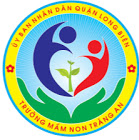 ỦY BAN NHÂN DÂN QUẬN LONG BIÊN
TRƯỜNG MẦM NON TRÀNG AN